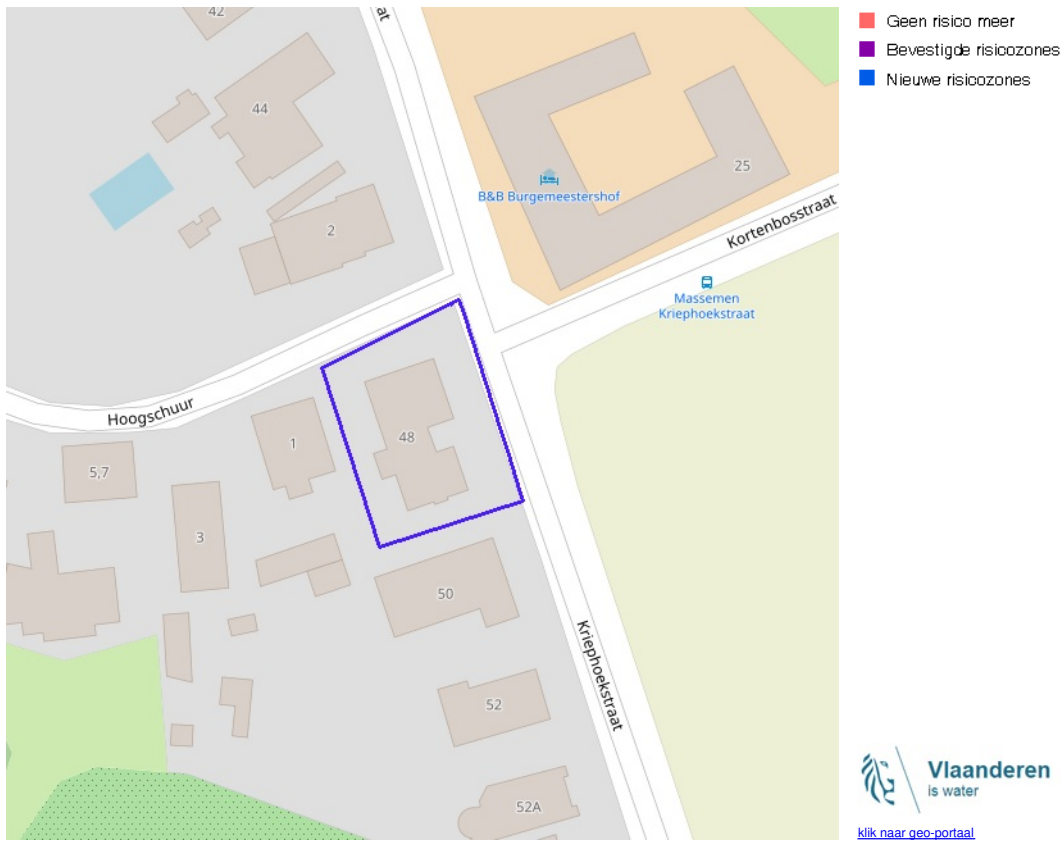 42
at
44
2
B&B Burgemeestershof
25
Kortenbosstraat
Massemen
Kriephoekstraat
Hoogschuur
48
1
5,7
3
50
Kriephoekstraat
52
52A
Geen risico meer
Bevestigde risicozones
Nieuwe risicozones
Vlaanderen
is water
klik naar geo-portaal